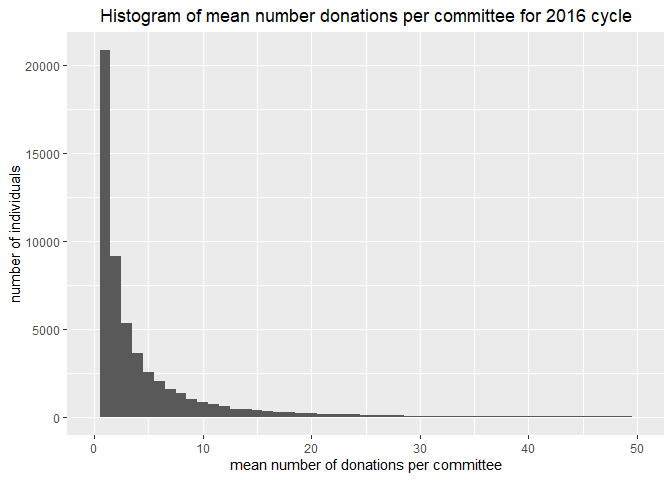 Histogram of mean number donations per committee for 2016 cycle
20000
15000
10000
5000
0
number of individuals
0 10 20 30 40 50
mean number of donations per committee